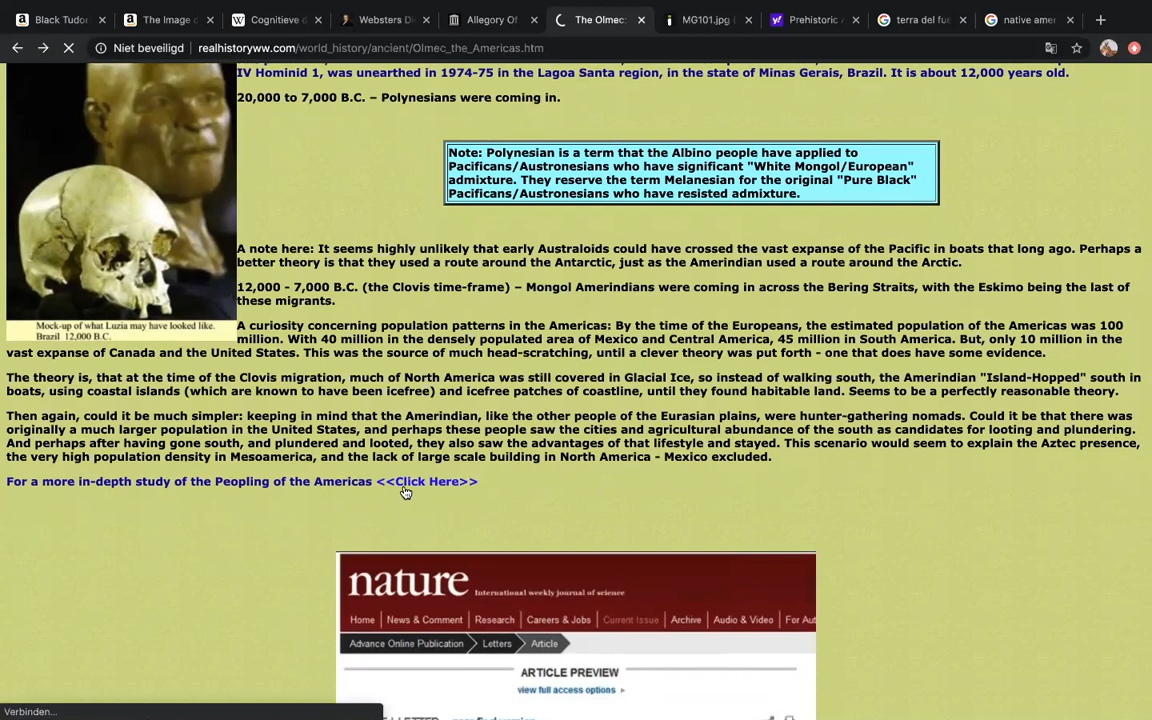 Black Tudor
The Image o
Cognitieve d
Websters Di
Allegory Of
The Olmec:
MG101.jpg (
Prehistoric A
terra del fue
native amer
Niet beveiligd
realhistoryww.com/world_history/ancient/Olmec_the_Americas.htm
IV Hominid 1, was unearthed in 1974-75 in the Lagoa Santa region, in the state of Minas Gerais, Brazil. It is about 12,000 years old.
20,000 to 7,000 B.C. – Polynesians were coming in.
Note: Polynesian is a term that the Albino people have applied to
Pacificans/Austronesians who have significant "White Mongol/European"
admixture. They reserve the term Melanesian for the original "Pure Black"
Pacificans/Austronesians who have resisted admixture.
A note here: It seems highly unlikely that early Australoids could have crossed the vast expanse of the Pacific in boats that long ago. Perhaps a
better theory is that they used a route around the Antarctic, just as the Amerindian used a route around the Arctic.
12,000 - 7,000 B.C. (the Clovis time-frame) – Mongol Amerindians were coming in across the Bering Straits, with the Eskimo being the last of
these migrants.
Mock-up of what Luzia may have looked like.
Brazil 12,000 B.C.
A curiosity concerning population patterns in the Americas: By the time of the Europeans, the estimated population of the Americas was 100
million. With 40 million in the densely populated area of Mexico and Central America, 45 million in South America. But, only 10 million in the
vast expanse of Canada and the United States. This was the source of much head-scratching, until a clever theory was put forth - one that does have some evidence.
The theory is, that at the time of the Clovis migration, much of North America was still covered in Glacial Ice, so instead of walking south, the Amerindian "Island-Hopped" south in
boats, using coastal islands (which are known to have been icefree) and icefree patches of coastline, until they found habitable land. Seems to be a perfectly reasonable theory.
Then again, could it be much simpler: keeping in mind that the Amerindian, like the other people of the Eurasian plains, were hunter-gathering nomads. Could it be that there was
originally a much larger population in the United States, and perhaps these people saw the cities and agricultural abundance of the south as candidates for looting and plundering.
And perhaps after having gone south, and plundered and looted, they also saw the advantages of that lifestyle and stayed. This scenario would seem to explain the Aztec presence,
the very high population density in Mesoamerica, and the lack of large scale building in North America - Mexico excluded.
For a more in-depth study of the Peopling of the Americas <<Click Here>>
nature International weekly journal of science
Home News & Comment Research Careers & Jobs Current Issue Archive Audio & Video For Aut
Advance Online Publication Letters Article
ARTICLE PREVIEW
view full access options
Verbinden...